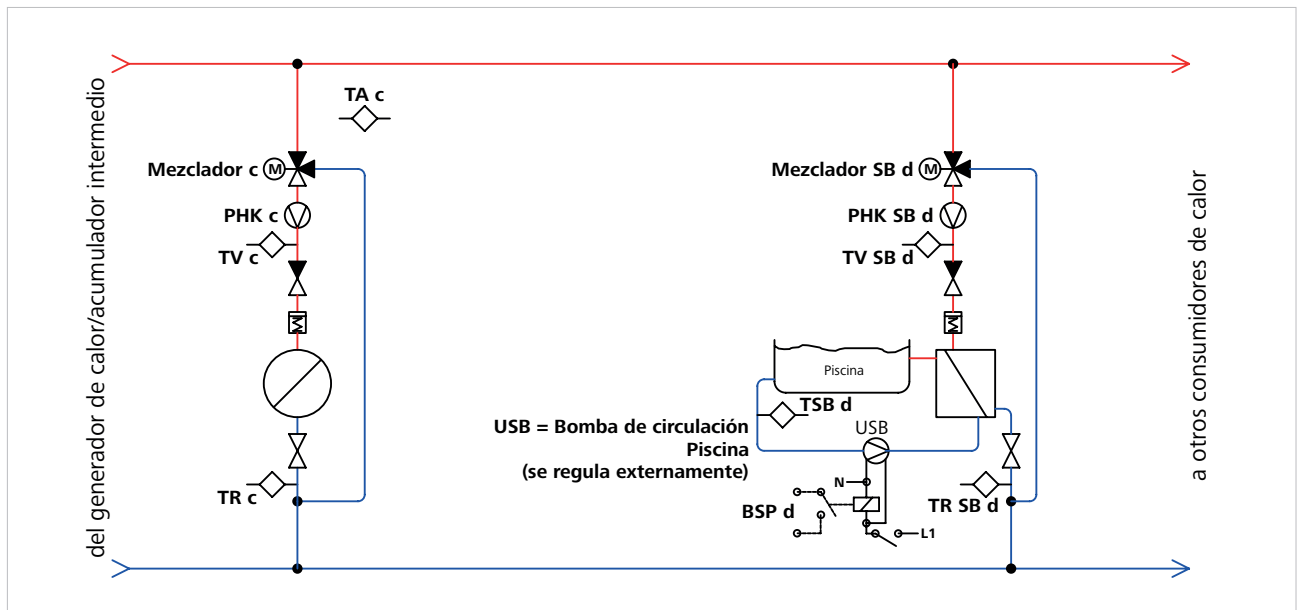 del generador de calor/acumulador intermedio
TA c
Mezclador c
M
PHK c
TV c
TR c
Mezclador SB d
M
PHK SB d
TV SB d
Piscina
TSB d
USB = Bomba de circulación
Piscina
(se regula externamente)
USB
N
BSP d
L1
TR SB d
a otros consumidores de calor